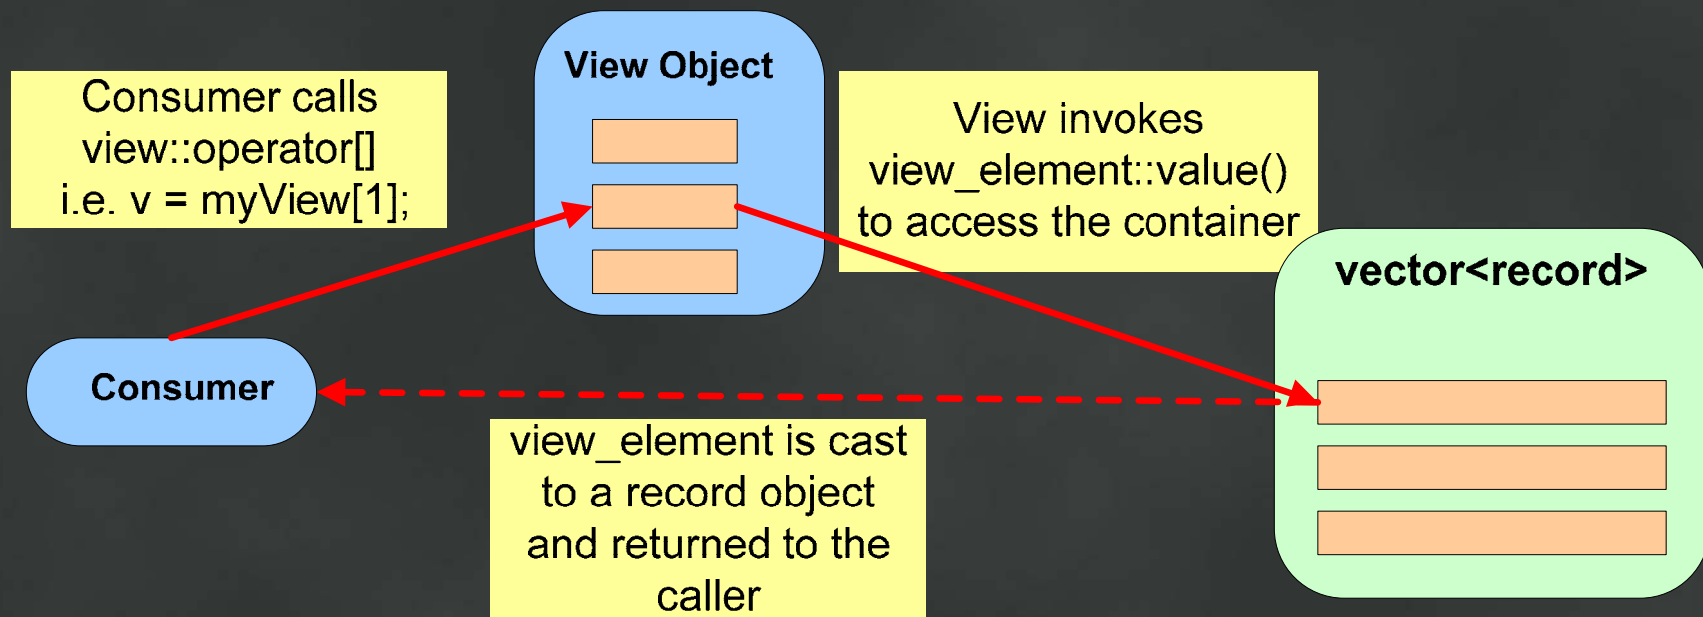 Consumer calls
view::operator[]
i.e. v = myView[1];
View Object
View invokes
view_element::value()
to access the container
vector<record>
Consumer
view_element is cast
to a record object
and returned to the
caller